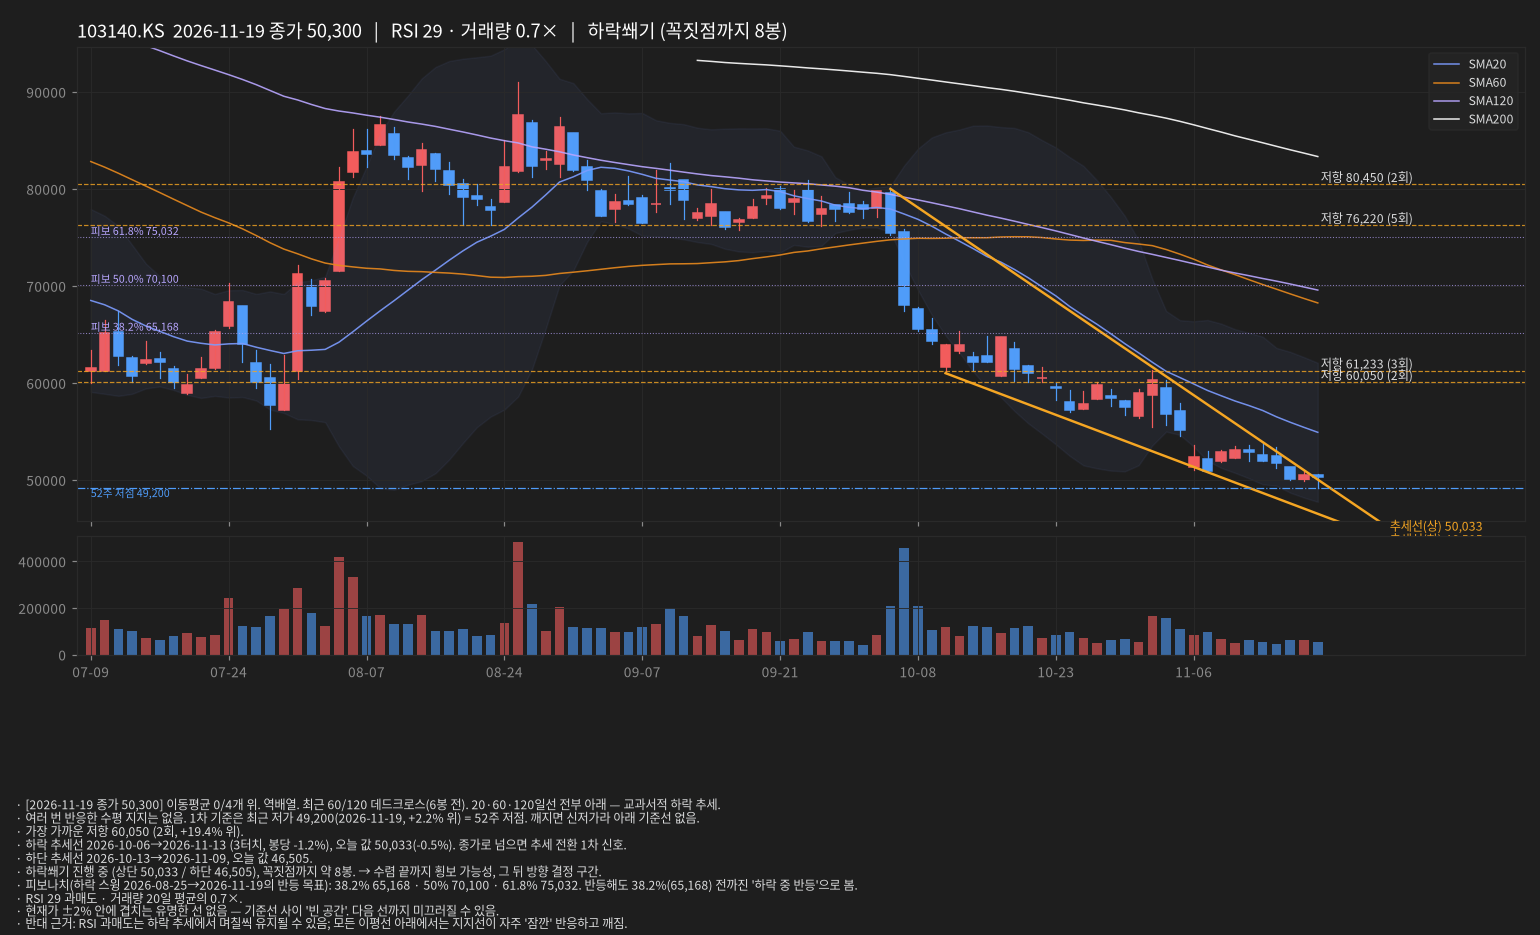 103140.KS 2026-11-19 종가 50,300 | RSI 29 · 거래량 0.7× | 하락쐐기 (꼭짓점까지 8봉)
SMA20
SMA60
SMA120
SMA200
90000
80000
70000
60000
50000
저항 80,450 (2회)
저항 76,220 (5회)
피보 61.8% 75,032
피보 50.0% 70,100
피보 38.2% 65,168
저항 61,233 (3회)
저항 60,050 (2회)
52주 저점 49,200
추세선(상) 50,033
400000
200000
0
07-09 07-24 08-07 08-24 09-07 09-21 10-08 10-23 11-06
· [2026-11-19 종가 50,300] 이동평균 0/4개 위. 역배열. 최근 60/120 데드크로스(6봉 전). 20·60·120일선 전부 아래 — 교과서적 하락 추세.
· 여러 번 반응한 수평 지지는 없음. 1차 기준은 최근 저가 49,200(2026-11-19, +2.2% 위) = 52주 저점. 깨지면 신저가라 아래 기준선 없음.
· 가장 가까운 저항 60,050 (2회, +19.4% 위).
· 하락 추세선 2026-10-06→2026-11-13 (3터치, 봉당 -1.2%), 오늘 값 50,033(-0.5%). 종가로 넘으면 추세 전환 1차 신호.
· 하단 추세선 2026-10-13→2026-11-09, 오늘 값 46,505.
· 하락쐐기 진행 중 (상단 50,033 / 하단 46,505), 꼭짓점까지 약 8봉. → 수렴 끝까지 횡보 가능성, 그 뒤 방향 결정 구간.
· 피보나치(하락 스윙 2026-08-25→2026-11-19의 반등 목표): 38.2% 65,168 · 50% 70,100 · 61.8% 75,032. 반등해도 38.2%(65,168) 전까진 '하락 중 반등'으로 봄.
· RSI 29 과매도 · 거래량 20일 평균의 0.7×.
· 현재가 ±2% 안에 겹치는 유명한 선 없음 — 기준선 사이 '빈 공간'. 다음 선까지 미끄러질 수 있음.
· 반대 근거: RSI 과매도는 하락 추세에서 며칠씩 유지될 수 있음; 모든 이평선 아래에서는 지지선이 자주 '잠깐' 반응하고 깨짐.